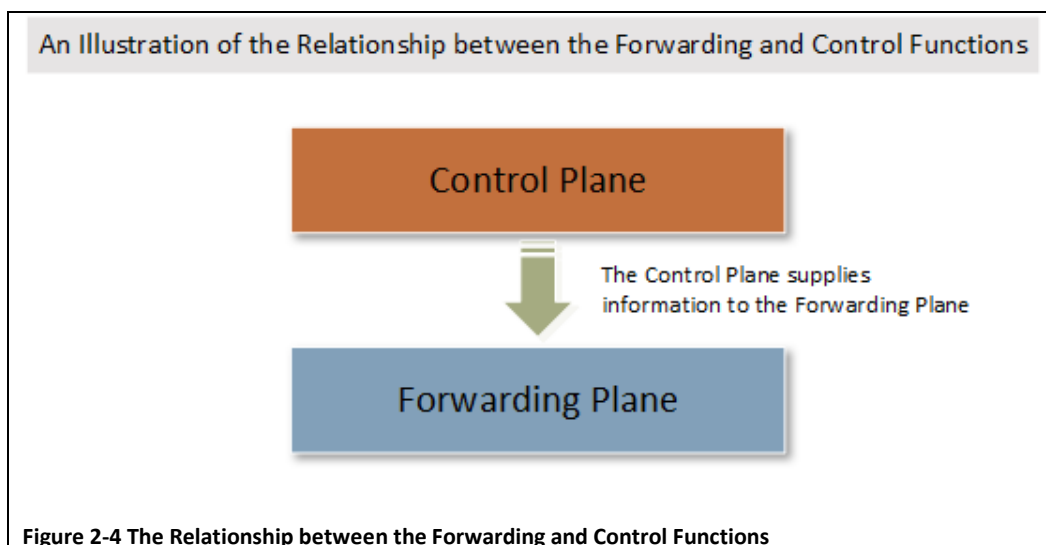 An Illustration of the Relationship between the Forwarding and Control Functions
Control Plane
The Control Plane supplies
information to the Forwarding Plane
Forwarding Plane
Figure 2-4 The Relationship between the Forwarding and Control Functions